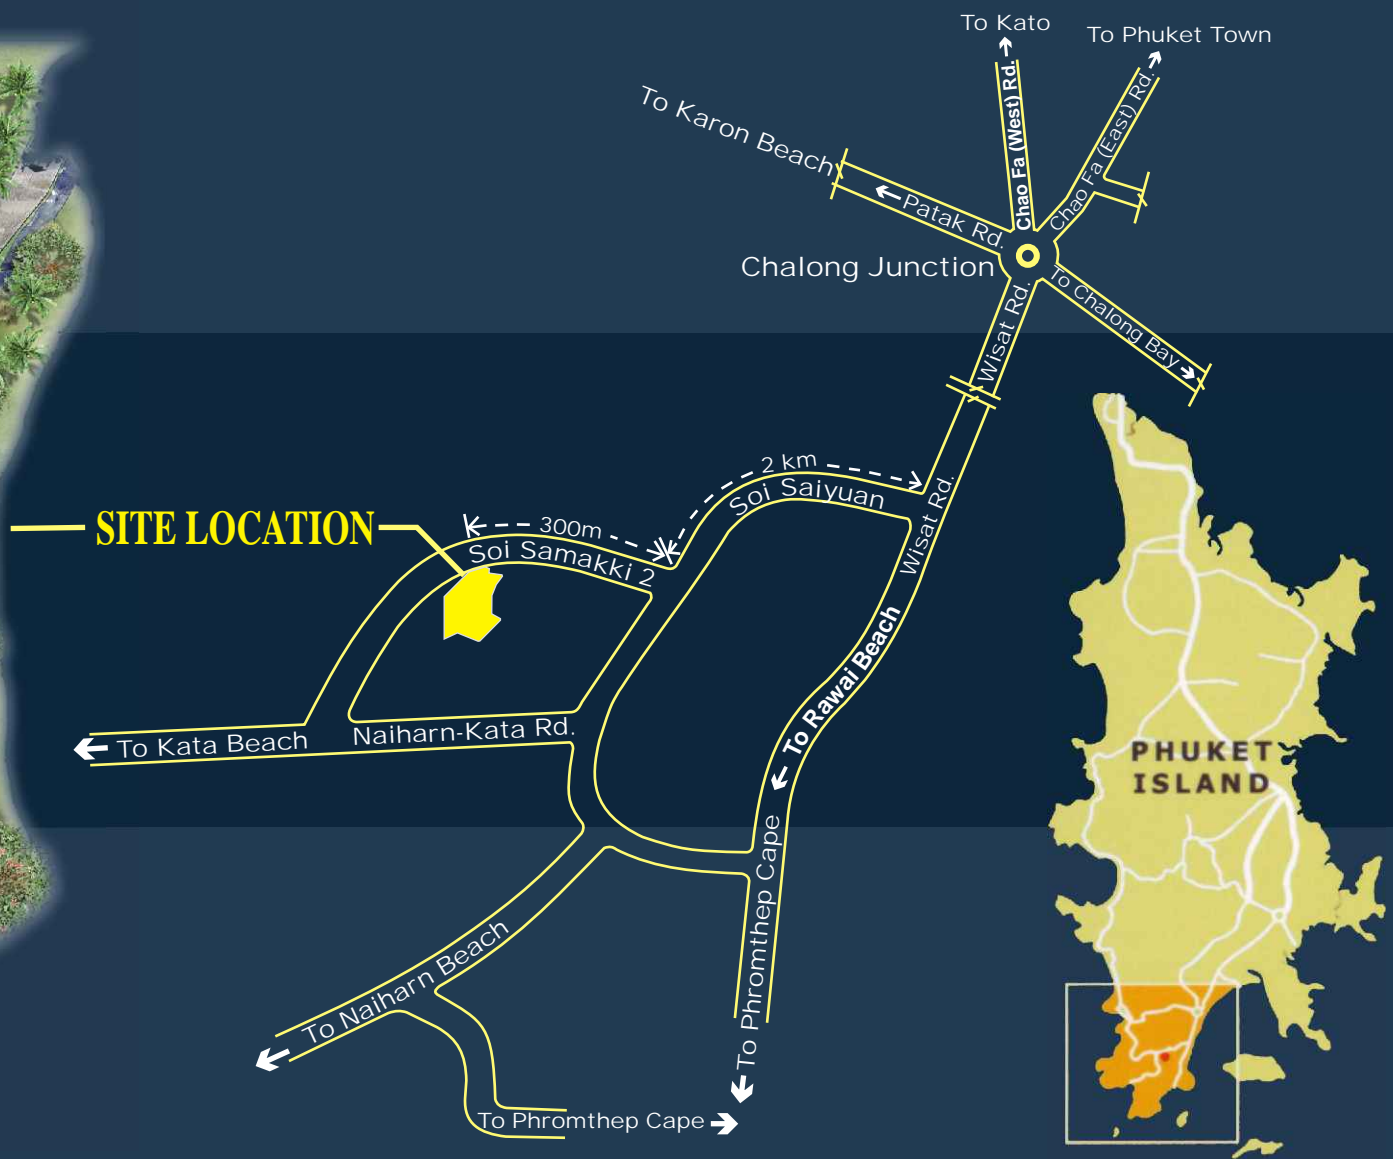 To Kato
To Phuket Town
To Karon Beach
Chao Fa (West) Rd.
Chao Fa (East) Rd.
Patak Rd.
Chalong Junction
To Chalong Bay
Wisat Rd.
2 km
Soi Saiyuan
Wisat Rd.
SITE LOCATION
300m
Soi Samakki 2
To Rawai Beach
To Kata Beach
Naiharn-Kata Rd.
PHUKET
ISLAND
To Phromthep Cape
To Naiharn Beach
To Phromthep Cape